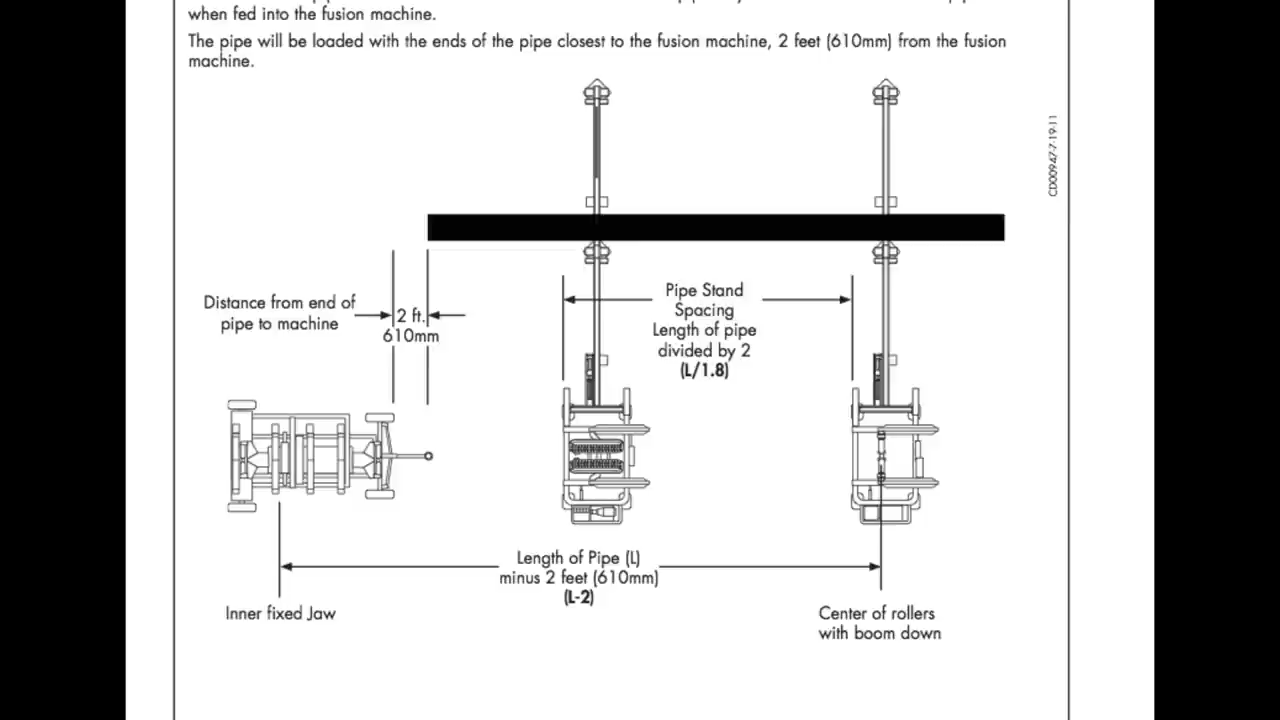 when fed into the fusion machine.
The pipe will be loaded with the ends of the pipe closest to the fusion machine, 2 feet (610mm) from the fusion
machine.
CD00947-7-19-11
Distance from end of
pipe to machine
2 ft.
610mm
Pipe Stand
Spacing
Length of pipe
divided by 2
(L/1.8)
Length of Pipe (L)
minus 2 feet (610mm)
(L-2)
Inner fixed Jaw
Center of rollers
with boom down